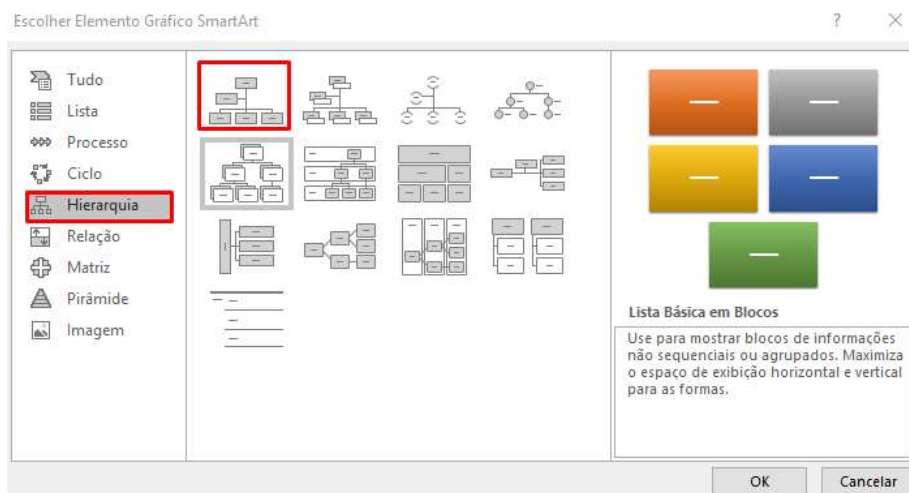 Escolher Elemento Gráfico SmartArt
Tudo
Lista
Processo
Ciclo
Hierarquia
Relação
Matriz
Pirâmide
Imagem
Lista Básica em Blocos
Use para mostrar blocos de informações
não sequenciais ou agrupados. Maximiza
o espaço de exibição horizontal e vertical
para as formas.
OK
Cancelar